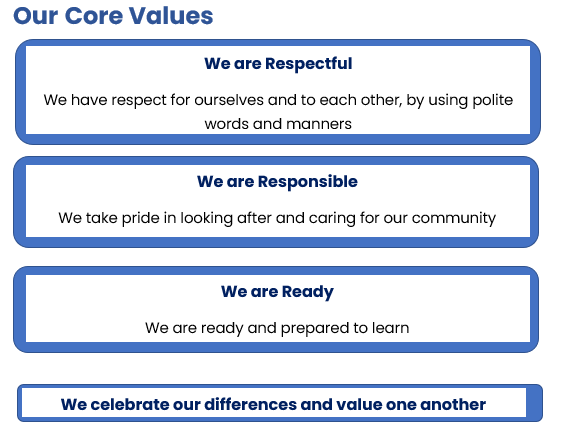 Our Core Values
We are Respectful
We have respect for ourselves and to each other, by using polite
words and manners
We are Responsible
We take pride in looking after and caring for our community
We are Ready
We are ready and prepared to learn
We celebrate our differences and value one another